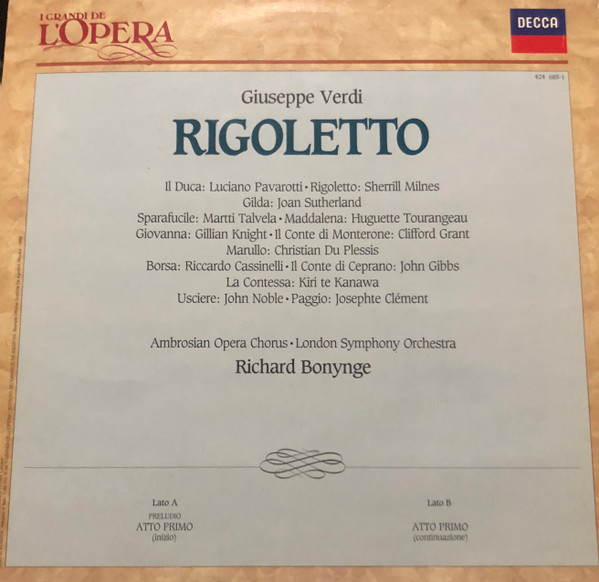 I GRANDI DE
L'OPERA
DECCA
424 685-1
Giuseppe Verdi
RIGOLETTO
Il Duca: Luciano Pavarotti • Rigoletto: Sherrill Milnes
Gilda: Joan Sutherland
Sparafucile: Martti Talvela • Maddalena: Huguette Tourangeau
Giovanna: Gillian Knight • Il Conte di Monterone: Clifford Grant
Marullo: Christian Du Plessis
Borsa: Riccardo Cassinelli • Il Conte di Ceprano: John Gibbs
La Contessa: Kiri te Kanawa
Usciere: John Noble • Paggio: Josephte Clément
Ambrosian Opera Chorus • London Symphony Orchestra
Richard Bonynge
Lato A
PRELUDIO
ATTO PRIMO
(inizio)
Lato B
ATTO PRIMO
(continuazione)